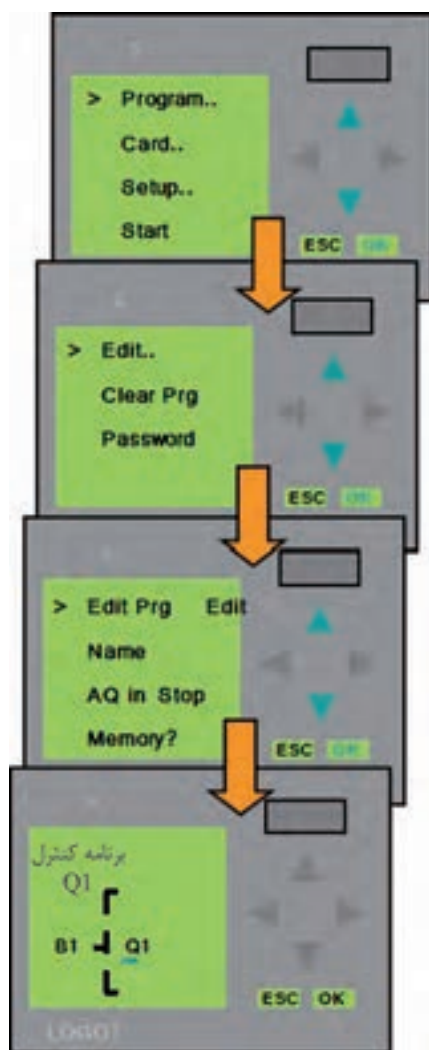 > Program..
Card..
Setup..
Start
ESC OK
> Edit..
Clear Prg
Password
ESC OK
> Edit Prg Edit
Name
AQ in Stop
Memory?
ESC OK
برنامه کنترل
Q1
B1 Q1
ESC OK